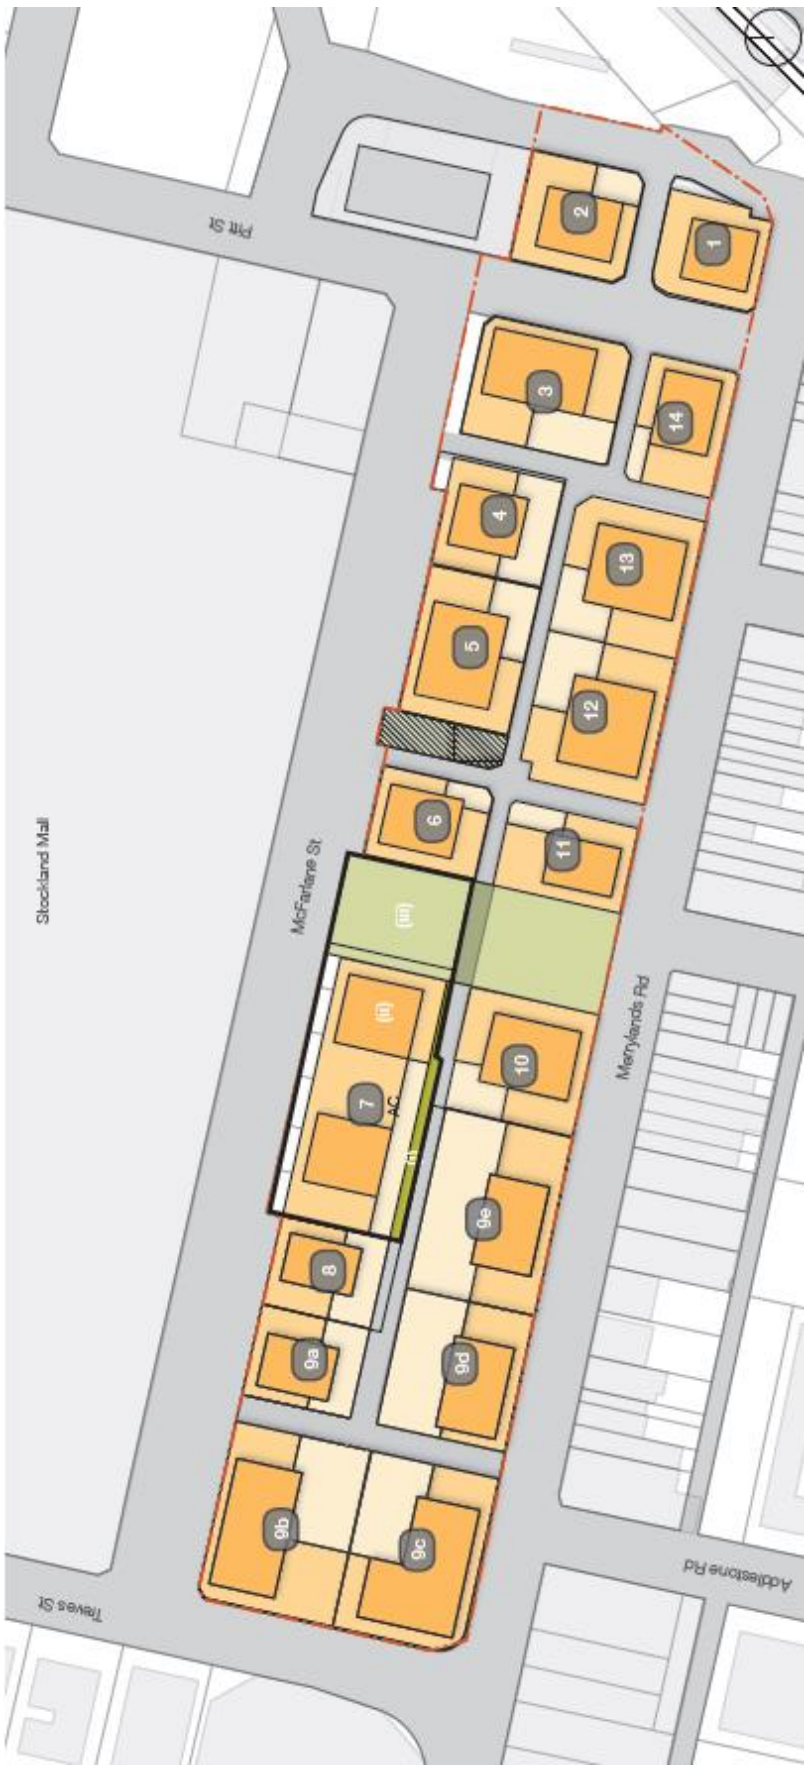 N
Pitt St
2
1
3
14
4
13
5
12
Stockland Mall
McFarlane St
6
11
(iii)
(ii)
Merrylands Rd
10
7
AC
(i)
9e
8
9a
9d
9b
9c
Treves St
Addlestone Rd